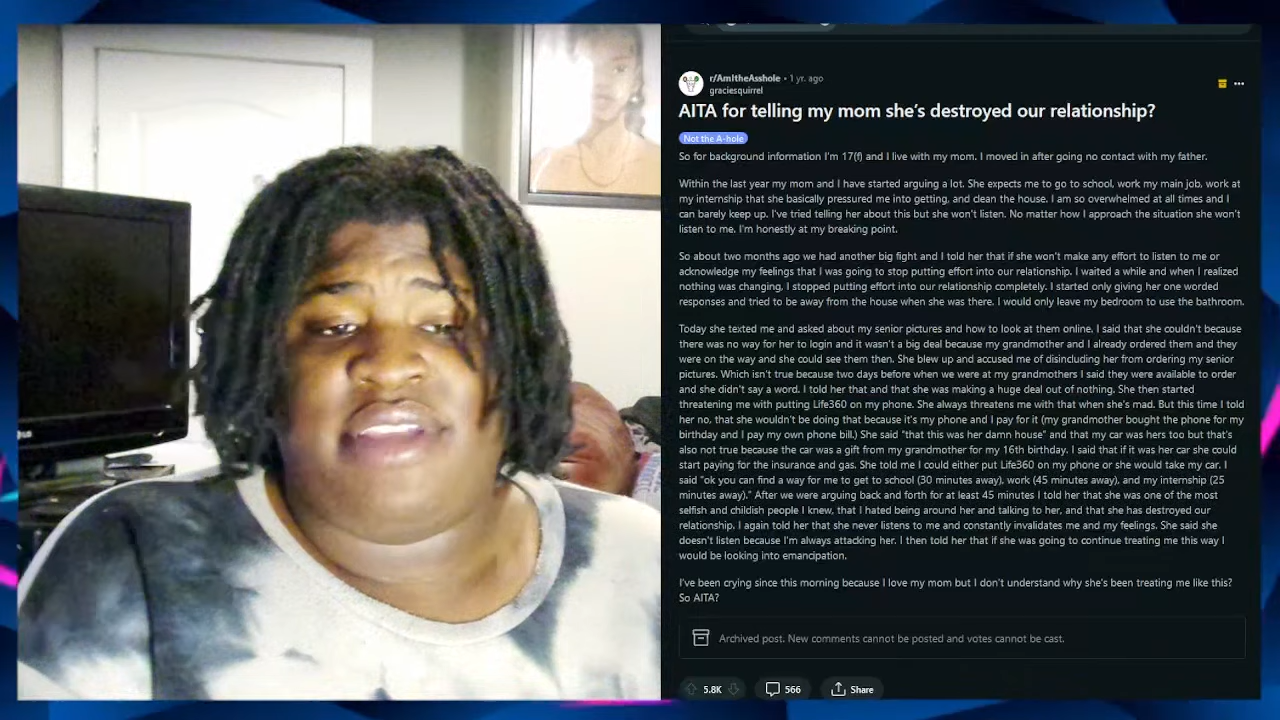 r/AmItheAsshole • 1 yr. ago
graciesquirrel
AITA for telling my mom she's destroyed our relationship?
Not the A-hole
So for background information I'm 17(f) and I live with my mom. I moved in after going no contact with my father.
Within the last year my mom and I have started arguing a lot. She expects me to go to school, work my main job, work at
my internship that she basically pressured me into getting, and clean the house. I am so overwhelmed at all times and I
can barely keep up. I've tried telling her about this but she won't listen. No matter how I approach the situation she won't
listen to me. I'm honestly at my breaking point.
So about two months ago we had another big fight and I told her that if she won't make any effort to listen to me or
acknowledge my feelings that I was going to stop putting effort into our relationship. I waited a while and when I realized
nothing was changing, I stopped putting effort into our relationship completely. I started only giving her one worded
responses and tried to be away from the house when she was there. I would only leave my bedroom to use the bathroom.
Today she texted me and asked about my senior pictures and how to look at them online, I said that she couldn't because
there was no way for her to login and it wasn't a big deal because my grandmother and I already ordered them and they
were on the way and she could see them then. She blew up and accused me of disincluding her from ordering my senior
pictures. Which isn't true because two days before when we were at my grandmothers I said they were available to order
and she didn't say a word. I told her that and that she was making a huge deal out of nothing. She then started
threatening me with putting Life360 on my phone. She always threatens me with that when she's mad. But this time I told
her no, that she wouldn't be doing that because it's my phone and I pay for it (my grandmother bought the phone for my
birthday and I pay my own phone bill.) She said "that this was her damn house" and that my car was hers too but that's
also not true because the car was a gift from my grandmother for my 16th birthday. I said that if it was her car she could
start paying for the insurance and gas. She told me I could either put Life360 on my phone or she would take my car. I
said "ok you can find a way for me to get to school (30 minutes away), work (45 minutes away), and my internship (25
minutes away)." After we were arguing back and forth for at least 45 minutes I told her that she was one of the most
selfish and childish people I knew, that I hated being around her and talking to her, and that she has destroyed our
relationship. I again told her that she never listens to me and constantly invalidates me and my feelings. She said she
doesn't listen because I'm always attacking her. I then told her that if she was going to continue treating me this way I
would be looking into emancipation.
I've been crying since this morning because I love my mom but I don't understand why she's been treating me like this?
So AITA?
Archived post. New comments cannot be posted and votes cannot be cast.
5.8K 566 Share